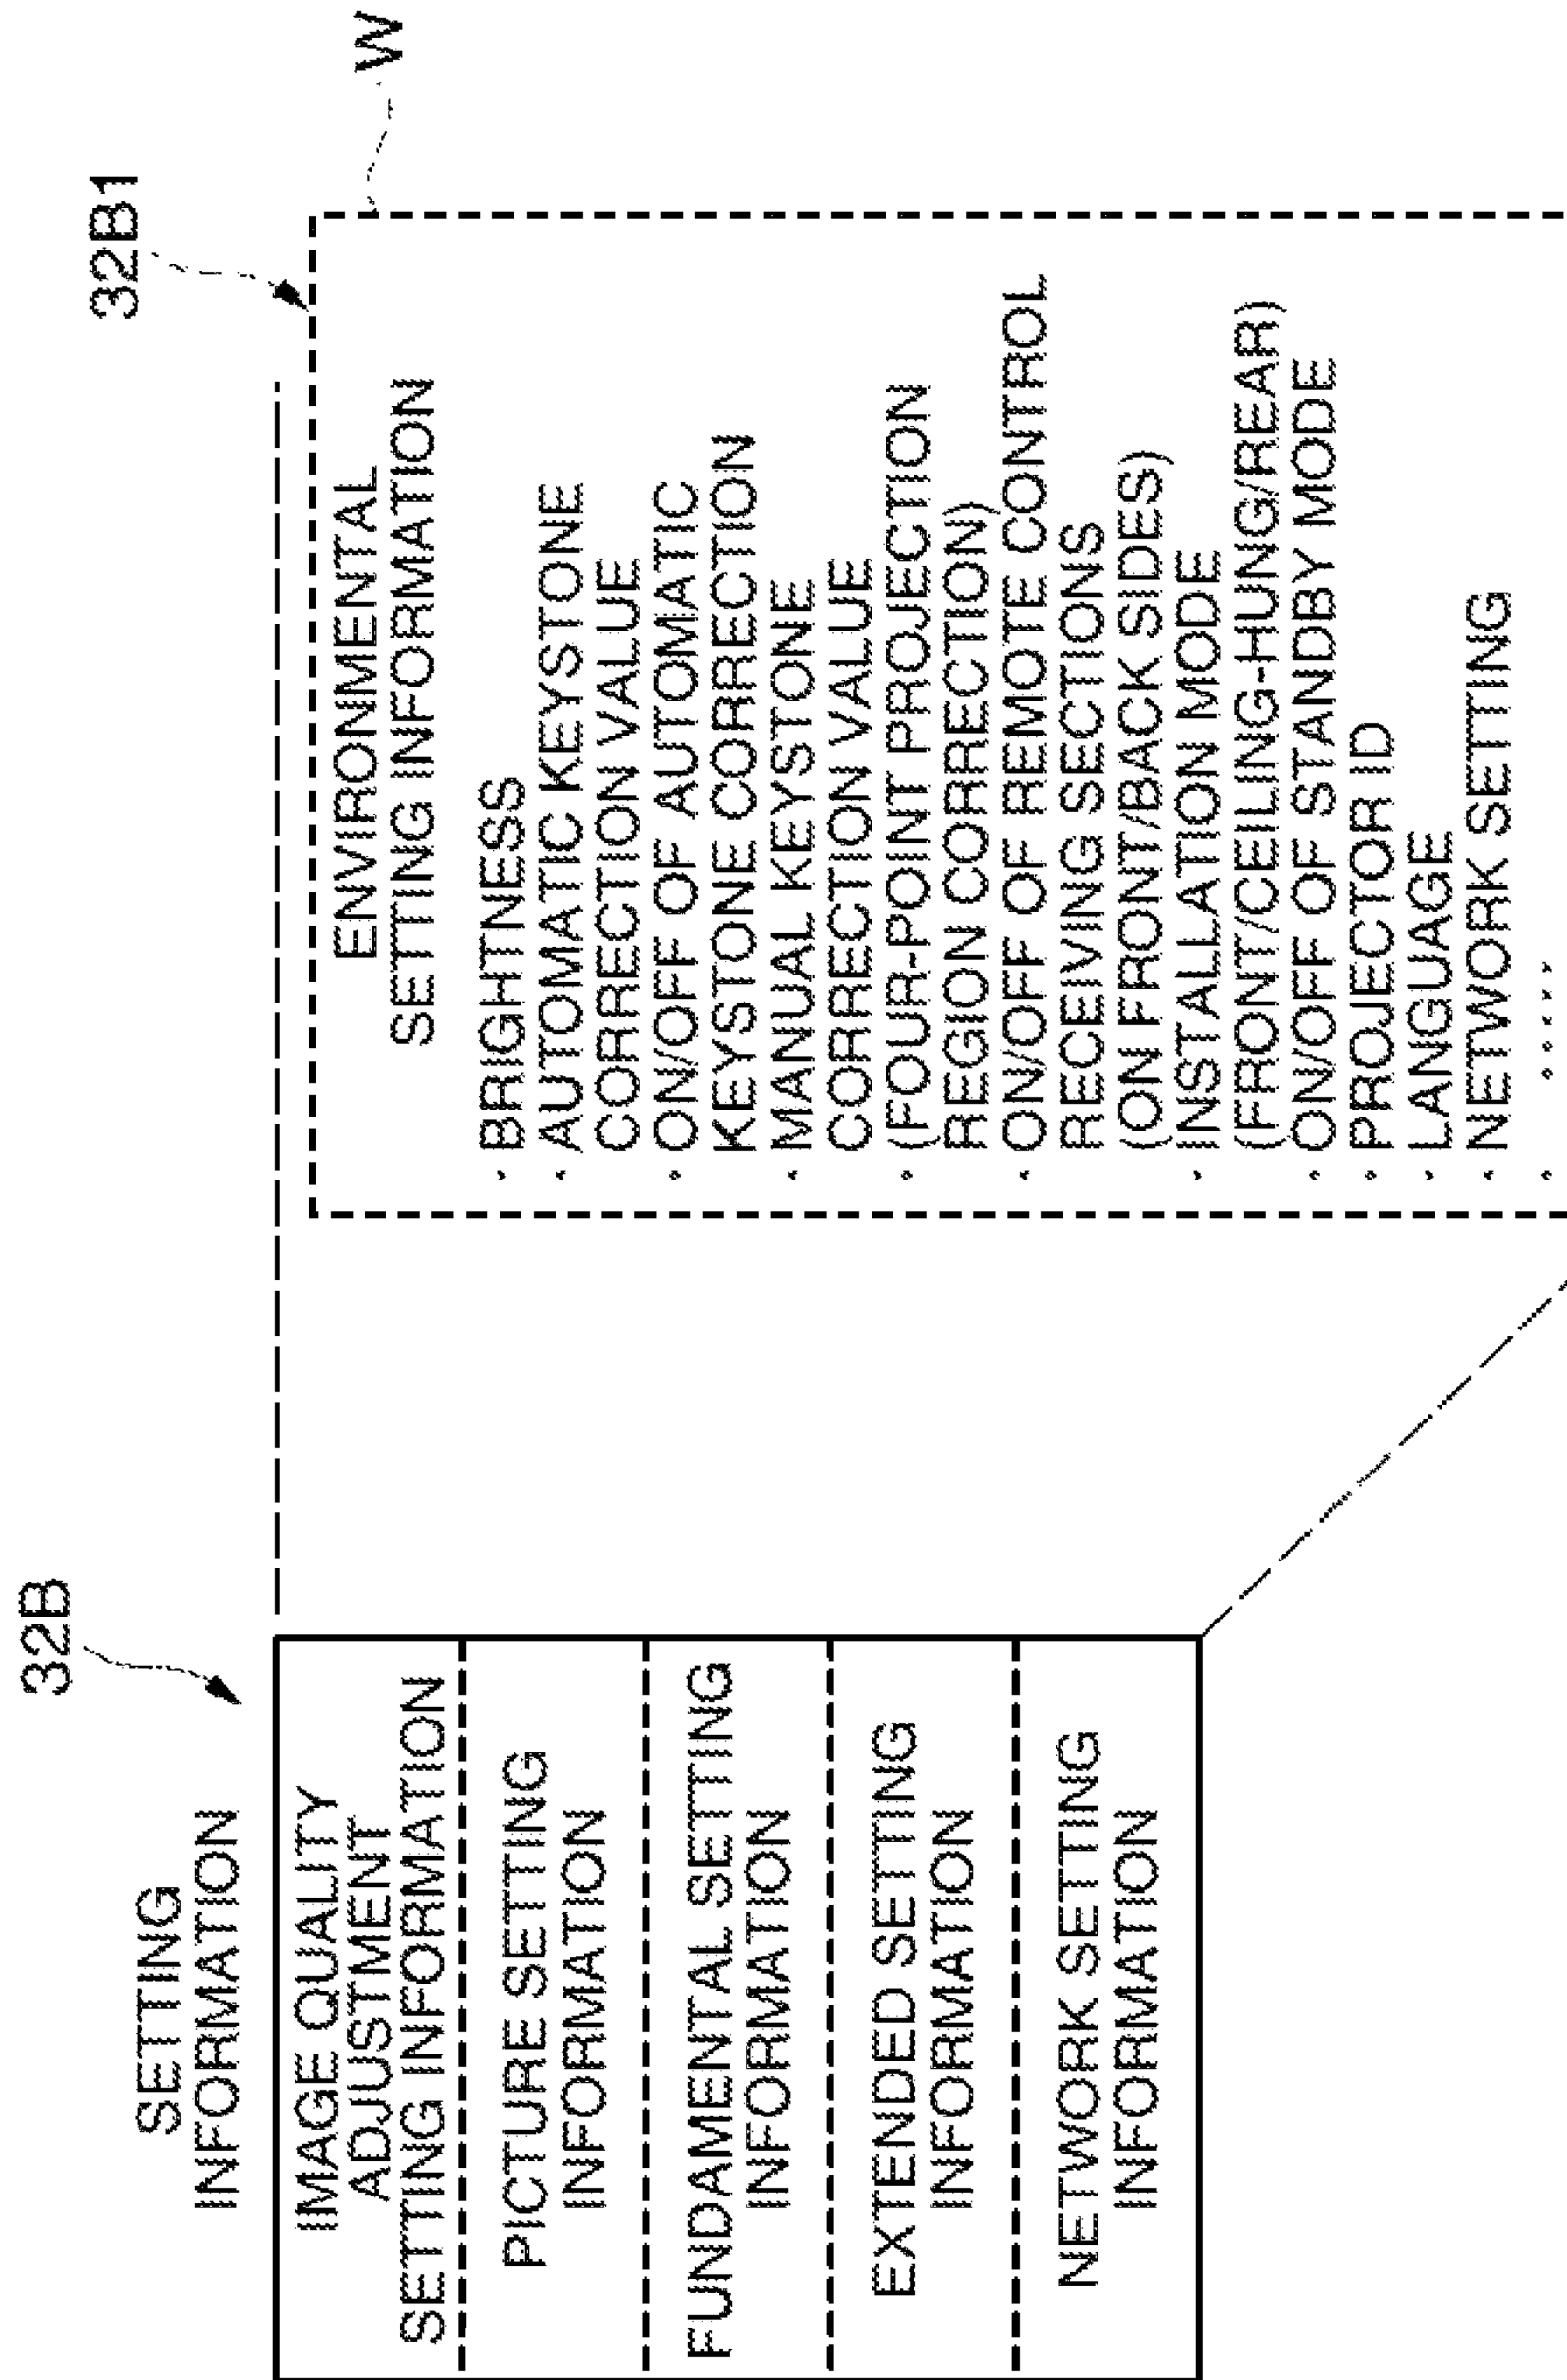 32B
SETTING
INFORMATION
IMAGE QUALITY
ADJUSTMENT
SETTING INFORMATION
PICTURE SETTING
INFORMATION
FUNDAMENTAL SETTING
INFORMATION
EXTENDED SETTING
INFORMATION
NETWORK SETTING
INFORMATION
32B1
W
ENVIRONMENTAL
SETTING INFORMATION
· BRIGHTNESS
· AUTOMATIC KEYSTONE
CORRECTION VALUE
· ON/OFF OF AUTOMATIC
KEYSTONE CORRECTION
· MANUAL KEYSTONE
CORRECTION VALUE
· (FOUR-POINT PROJECTION
REGION CORRECTION)
· ON/OFF OF REMOTE CONTROL
RECEIVING SECTIONS
(ON FRONT/BACK SIDES)
· INSTALLATION MODE
(FRONT/CEILING-HUNG/REAR)
· ON/OFF OF STANDBY MODE
· PROJECTOR ID
· LANGUAGE
· NETWORK SETTING
· ····